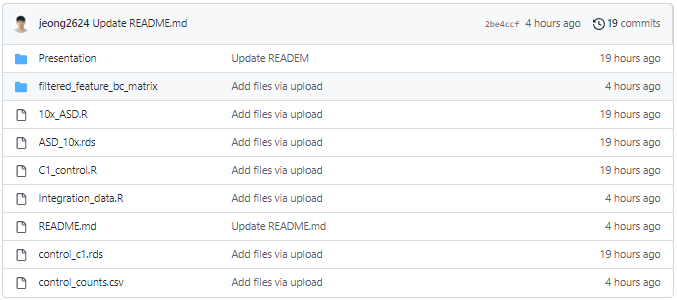 jeong2624 Update README.md 2be4ccf 4 hours ago 19 commits
Presentation Update READEM 19 hours ago
filtered_feature_bc_matrix Add files via upload 4 hours ago
10x_ASD.R Add files via upload 19 hours ago
ASD_10x.rds Add files via upload 19 hours ago
C1_control.R Add files via upload 19 hours ago
Integration_data.R Add files via upload 4 hours ago
README.md Update README.md 4 hours ago
control_c1.rds Add files via upload 19 hours ago
control_counts.csv Add files via upload 4 hours ago